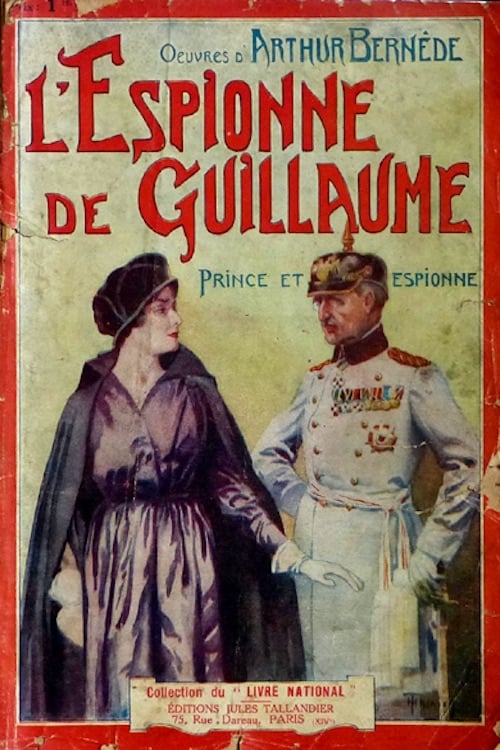 Oeuvres d'Arthur Bernède
L'Espionne
de Guillaume
Prince et espionne
Collection du "LIVRE NATIONAL"
ÉDITIONS JULES TALLANDIER
75, Rue Dareau, PARIS (XIVe)